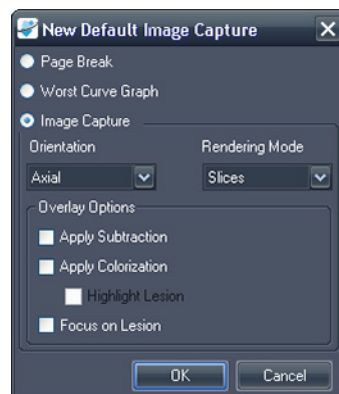 New Default Image Capture
Page Break
Worst Curve Graph
Image Capture
Orientation Rendering Mode
Axial Slices
Overlay Options
Apply Subtraction
Apply Colorization
Highlight Lesion
Focus on Lesion
OK Cancel